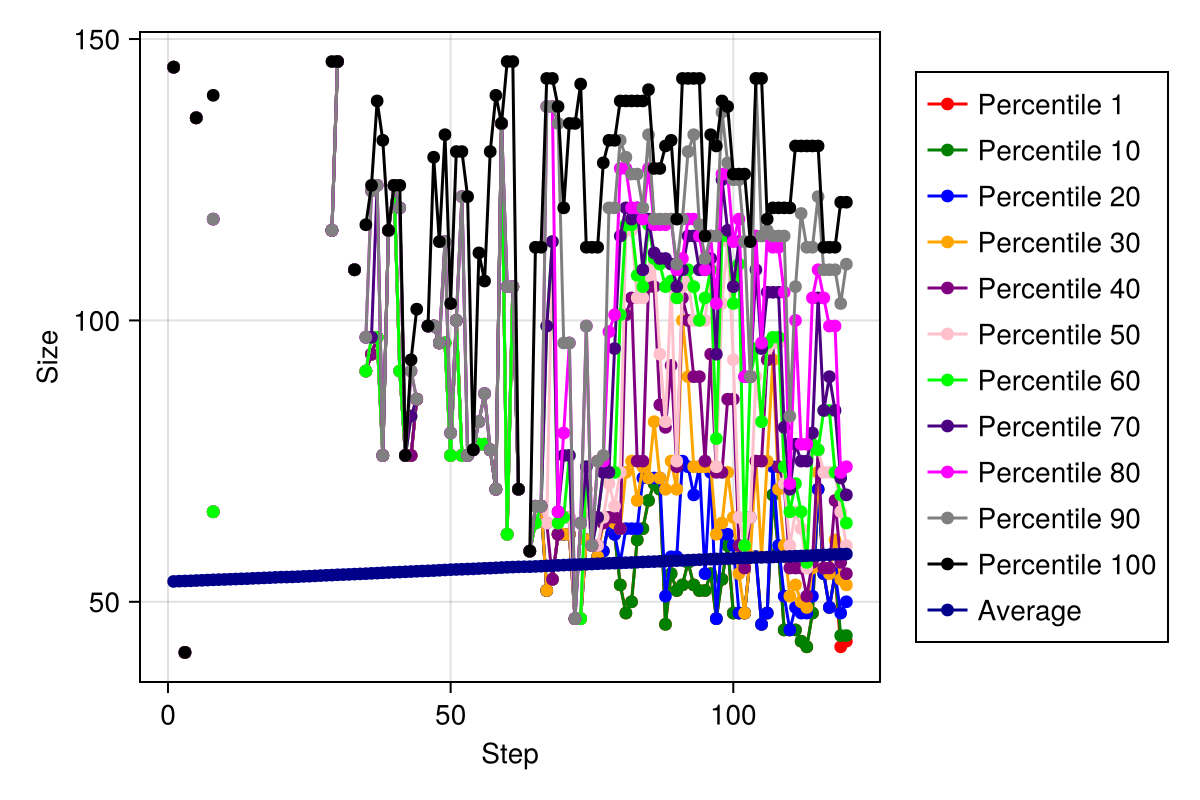 150
100
50
Size
0
50
100
Step
Percentile 1
Percentile 10
Percentile 20
Percentile 30
Percentile 40
Percentile 50
Percentile 60
Percentile 70
Percentile 80
Percentile 90
Percentile 100
Average